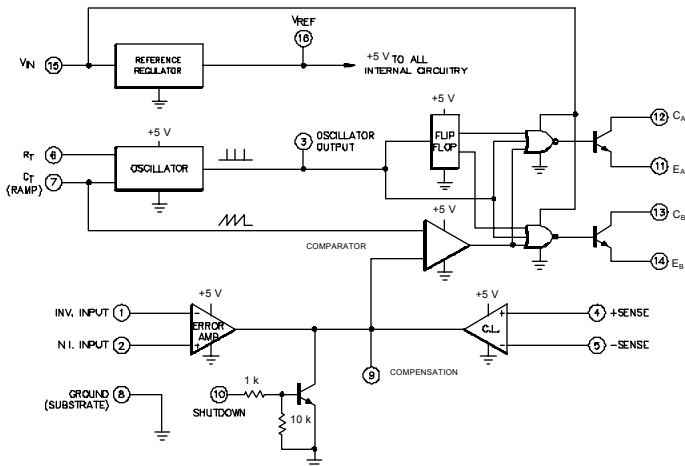 VREF
16
VIN 15
REFERENCE
REGULATOR
+5 V TO ALL
INTERNAL CIRCUITRY
+5 V
+5 V
3 OSCILLATOR
OUTPUT
FLIP
FLOP
12 CA
11 EA
RT 6
CT 7
(RAMP)
OSCILLATOR
+5 V
COMPARATOR
13 CB
14 EB
INV. INPUT 1
+5 V
ERROR
AMP
N.I. INPUT 2
-
+
+5 V
C.L.
+
-
4 +SENSE
5 -SENSE
9 COMPENSATION
GROUND 8
(SUBSTRATE)
10
SHUTDOWN
1 k
10 k